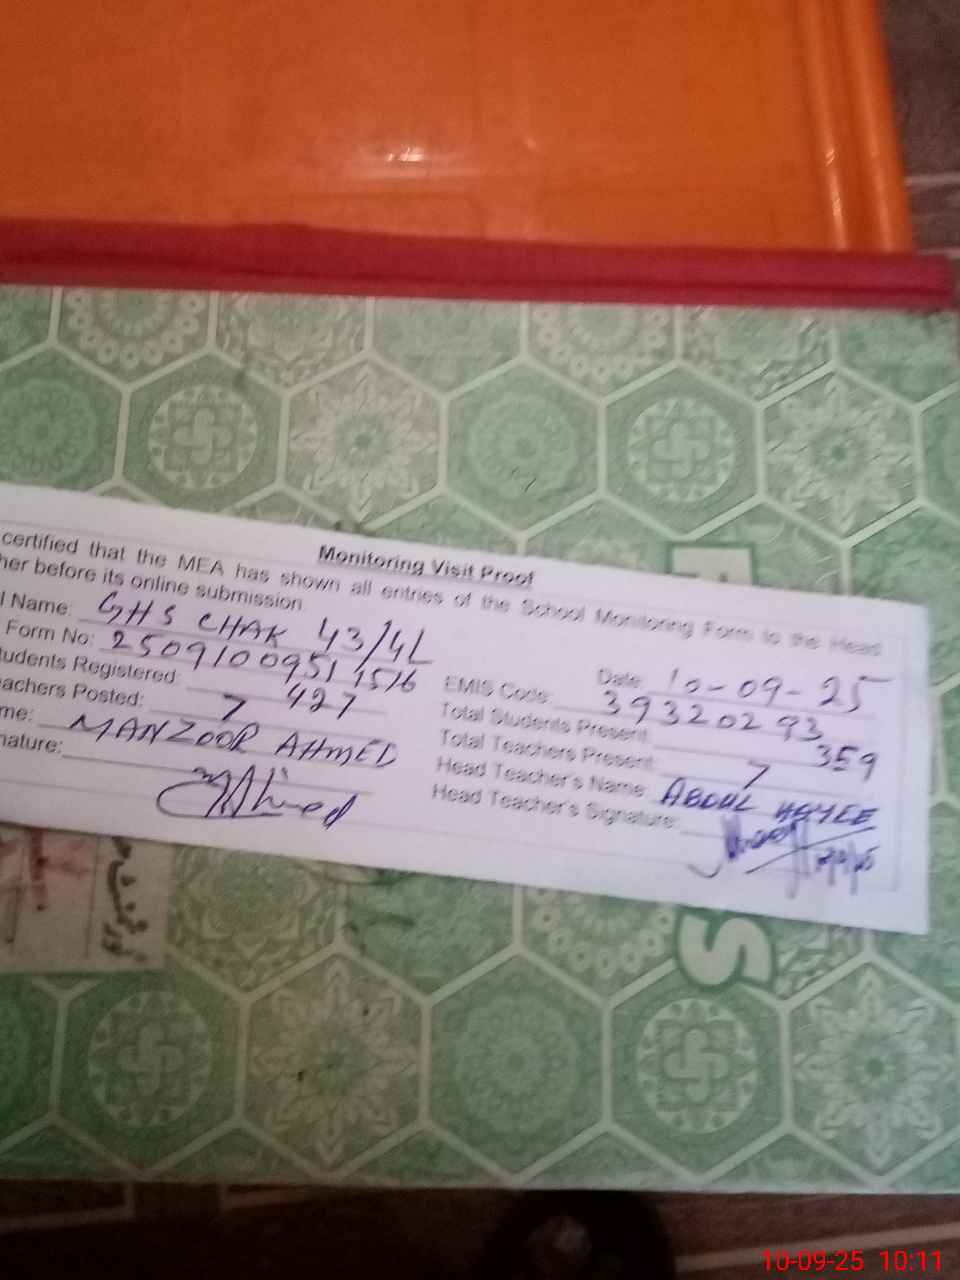 Monitoring Visit Proof
certified that the MEA has shown all entries of the School Monitoring Form to the Head
her before its online submission
l Name: GHS CHAK 43/4L
Date: 10-09-25
Form No: 25091009511516
EMIS Code: 39320293
tudents Registered: 427
Total Students Present: 359
achers Posted: 7
Total Teachers Present: 7
me: MANZOOR AHMED
Head Teacher's Name: ABDUL HAYEE
nature:
Head Teacher's Signature:
S
10-09-25 10:11